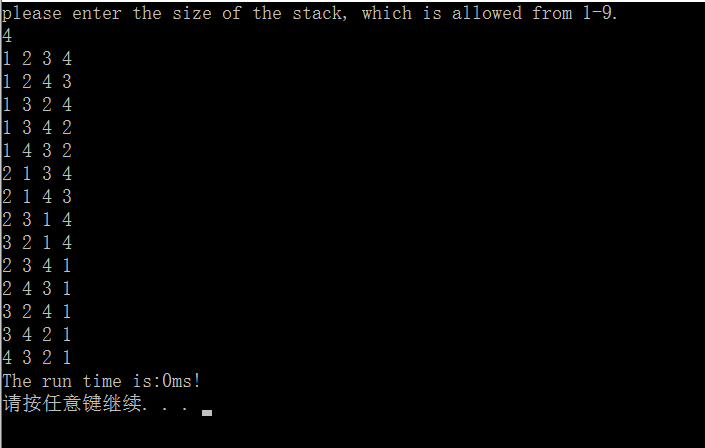 please enter the size of the stack, which is allowed from 1-9.
4
1 2 3 4
1 2 4 3
1 3 2 4
1 3 4 2
1 4 3 2
2 1 3 4
2 1 4 3
2 3 1 4
3 2 1 4
2 3 4 1
2 4 3 1
3 2 4 1
3 4 2 1
4 3 2 1
The run time is:0ms!
请按任意键继续. . .